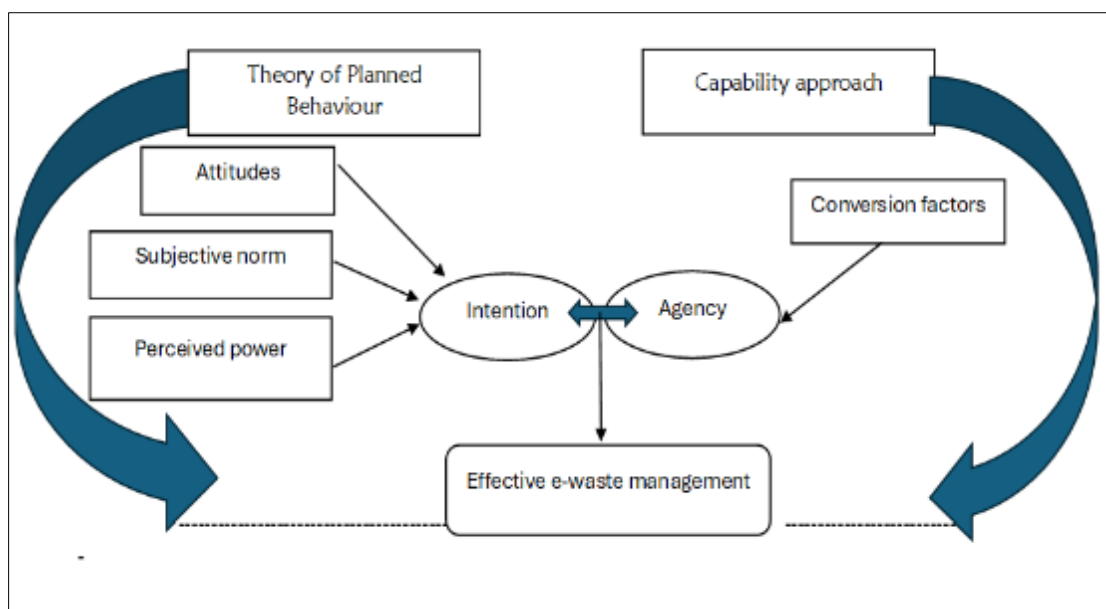 Theory of Planned
Behaviour
Capability approach
Attitudes
Conversion factors
Subjective norm
Intention
Agency
Perceived power
Effective e-waste management
-